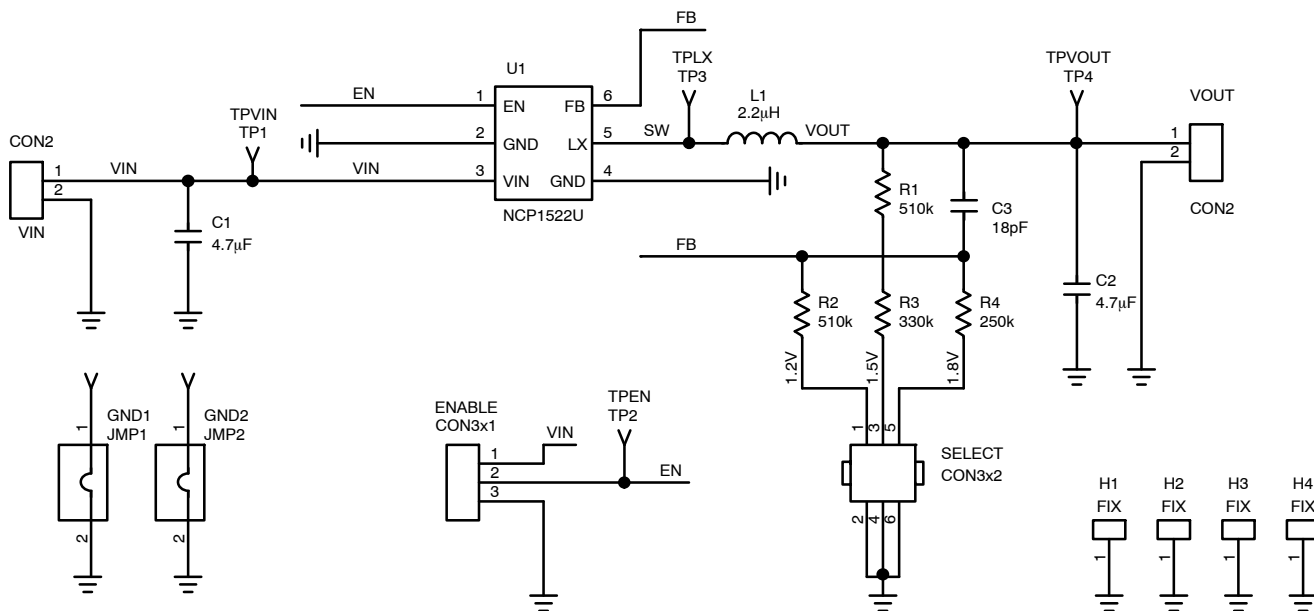 FB
U1
TPLX
TP3
TPVOUT
TP4
L1
2.2μH
VOUT
EN
1
EN
FB
6
TPVIN
TP1
2
GND
LX
5
SW
VOUT
1
2
CON2
1
2
VIN
VIN
3
VIN
GND
4
NCP1522U
CON2
VIN
C1
4.7μF
R1
510k
C3
18pF
FB
R2
510k
R3
330k
R4
250k
C2
4.7μF
1.2V
1.5V
1.8V
GND1
JMP1
1
2
GND2
JMP2
1
2
ENABLE
CON3x1
VIN
1
2
3
TPEN
TP2
EN
1
3
5
SELECT
CON3x2
2
4
6
H1
FIX
1
H2
FIX
1
H3
FIX
1
H4
FIX
1